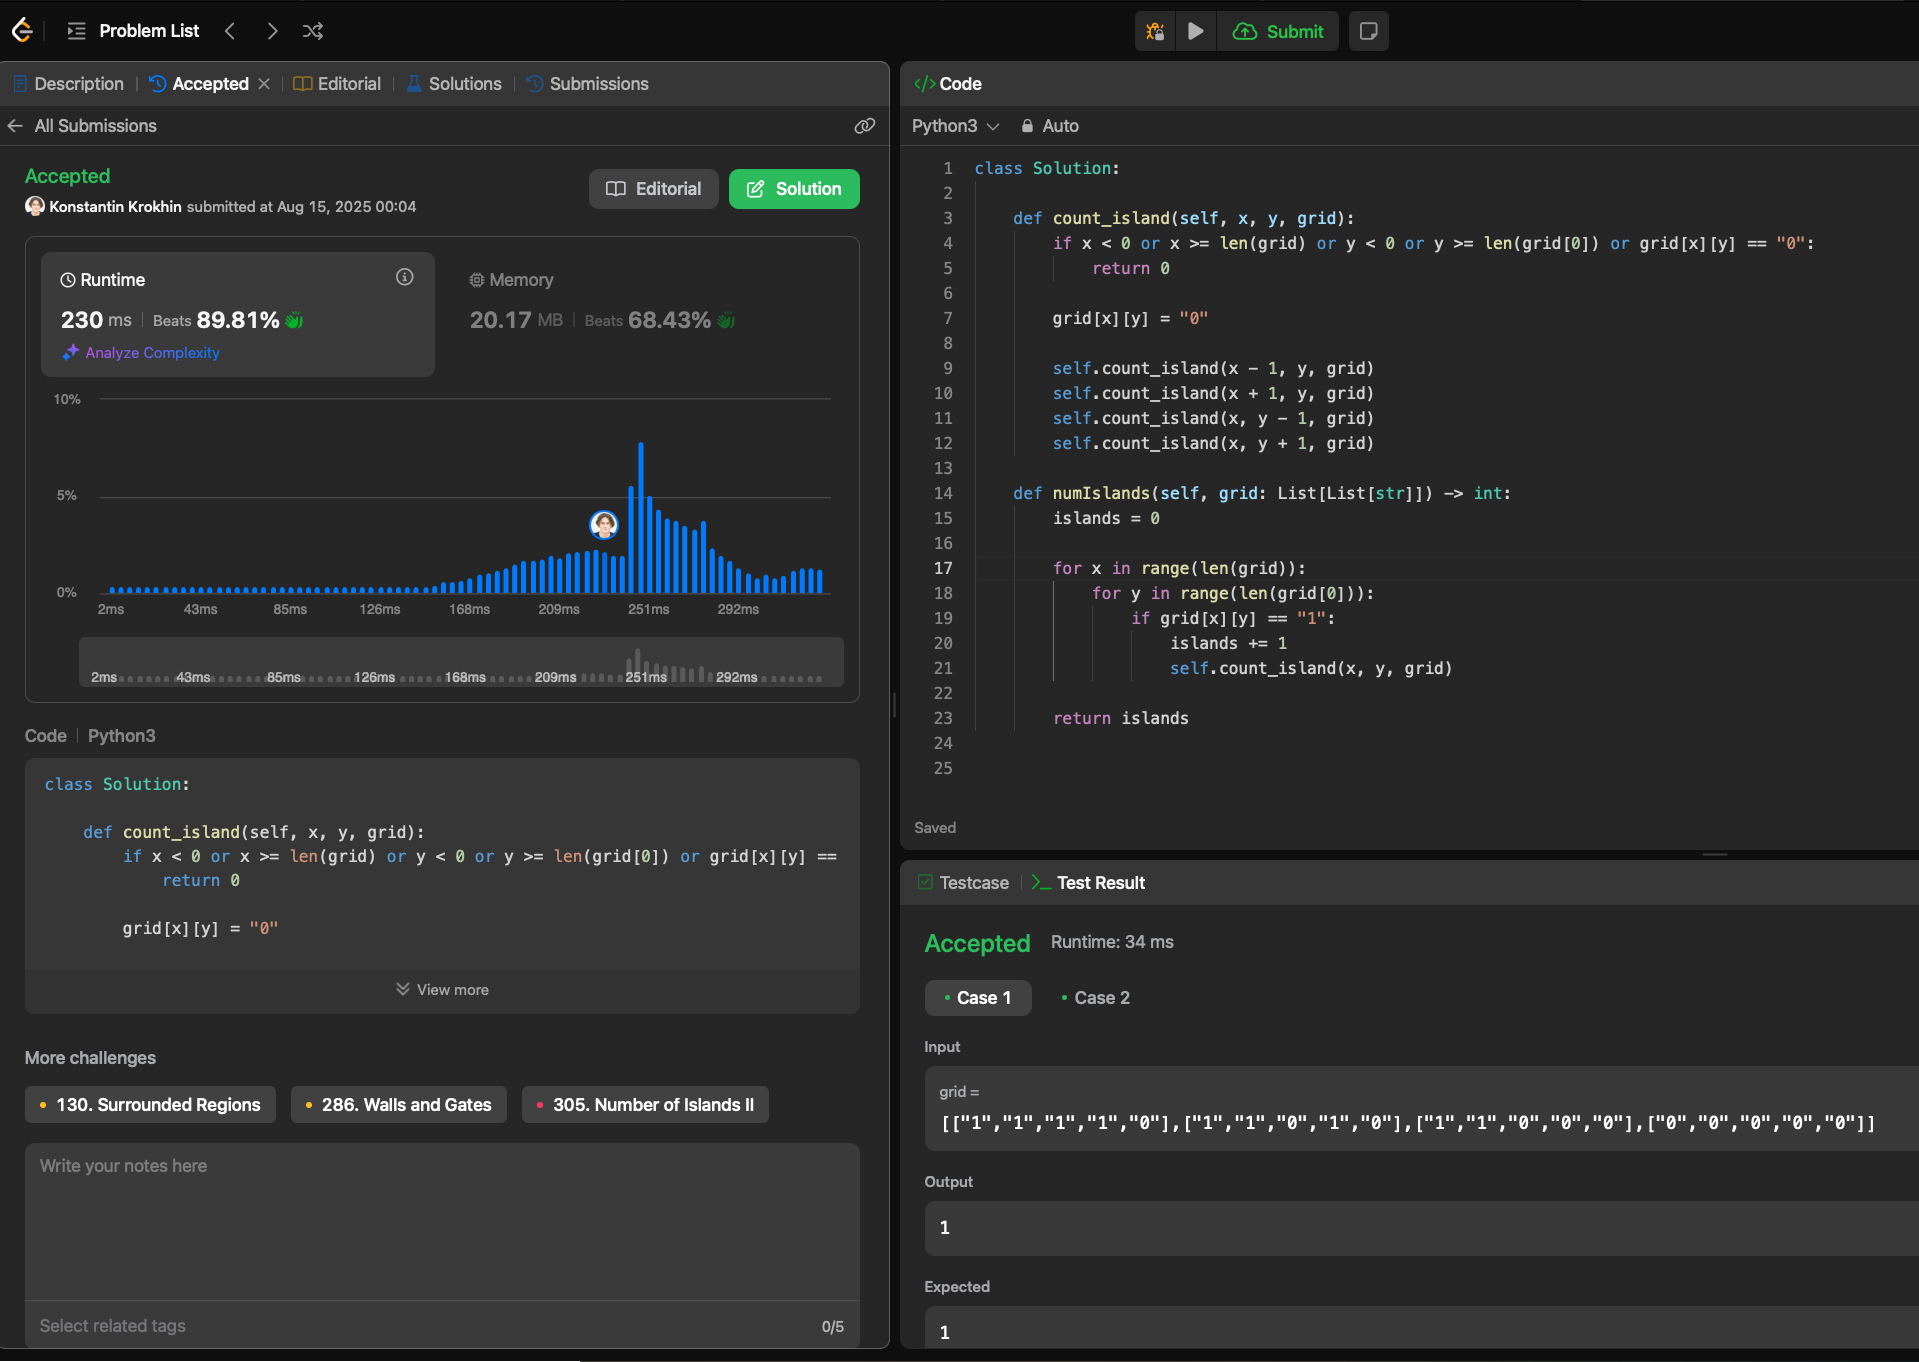 Problem List
Submit
Description
Accepted
Editorial
Solutions
Submissions
All Submissions
Accepted
Konstantin Krokhin submitted at Aug 15, 2025 00:04
Editorial
Solution
Runtime
230 ms
Beats 89.81%
Analyze Complexity
Memory
20.17 MB
Beats 68.43%
10%
5%
0%
2ms 43ms 85ms 126ms 168ms 209ms 251ms 292ms
2ms 43ms 85ms 126ms 168ms 209ms 251ms 292ms
Code
Python3
class Solution:
def count_island(self, x, y, grid):
if x < 0 or x >= len(grid) or y < 0 or y >= len(grid[0]) or grid[x][y] ==
return 0
grid[x][y] = "0"
View more
More challenges
130. Surrounded Regions
286. Walls and Gates
305. Number of Islands II
Write your notes here
Select related tags
0/5
</> Code
Python3
Auto
1 class Solution:
2
3 def count_island(self, x, y, grid):
4 if x < 0 or x >= len(grid) or y < 0 or y >= len(grid[0]) or grid[x][y] == "0":
5 return 0
6
7 grid[x][y] = "0"
8
9 self.count_island(x - 1, y, grid)
10 self.count_island(x + 1, y, grid)
11 self.count_island(x, y - 1, grid)
12 self.count_island(x, y + 1, grid)
13
14 def numIslands(self, grid: List[List[str]]) -> int:
15 islands = 0
16
17 for x in range(len(grid)):
18 for y in range(len(grid[0])):
19 if grid[x][y] == "1":
20 islands += 1
21 self.count_island(x, y, grid)
22
23 return islands
24
25
Saved
Testcase
Test Result
Accepted
Runtime: 34 ms
Case 1
Case 2
Input
grid =
[["1","1","1","1","0"],["1","1","0","1","0"],["1","1","0","0","0"],["0","0","0","0","0"]]
Output
1
Expected
1